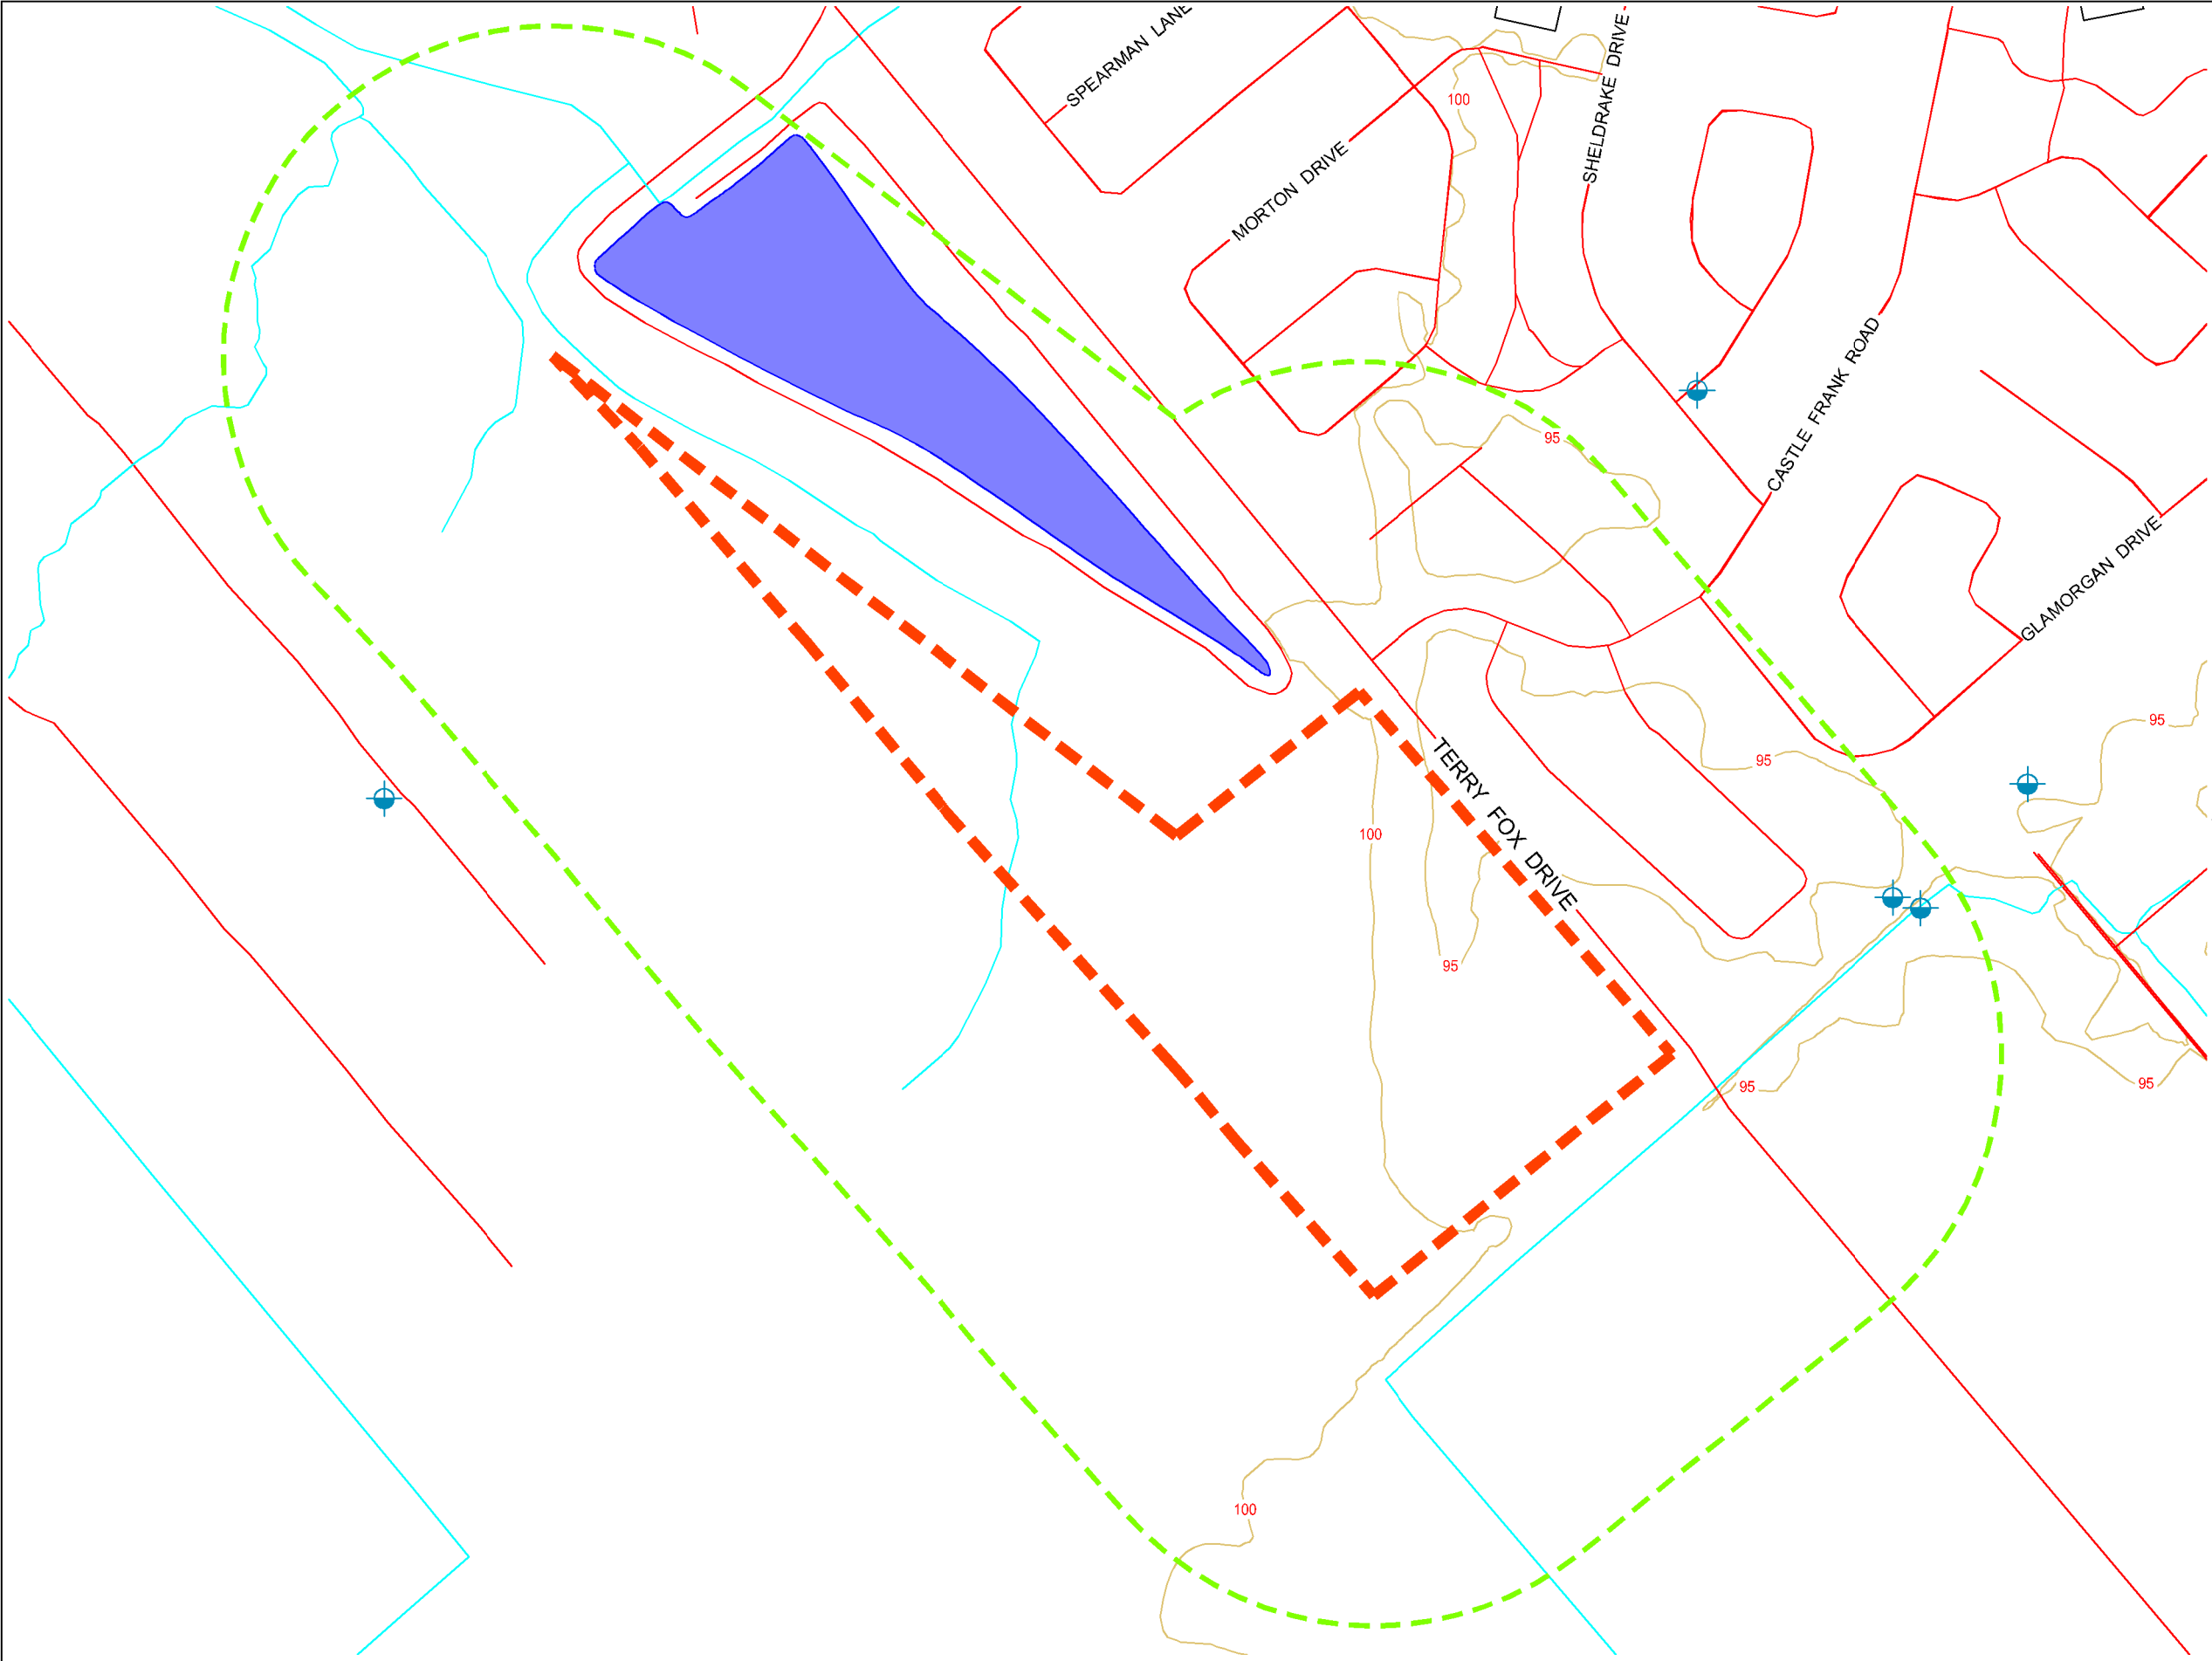 SPEARMAN LANE
SHELDRAKE DRIVE
100
MORTON DRIVE
CASTLE FRANK ROAD
95
GLAMORGAN DRIVE
95
95
TERRY FOX DRIVE
100
95
95
95
100